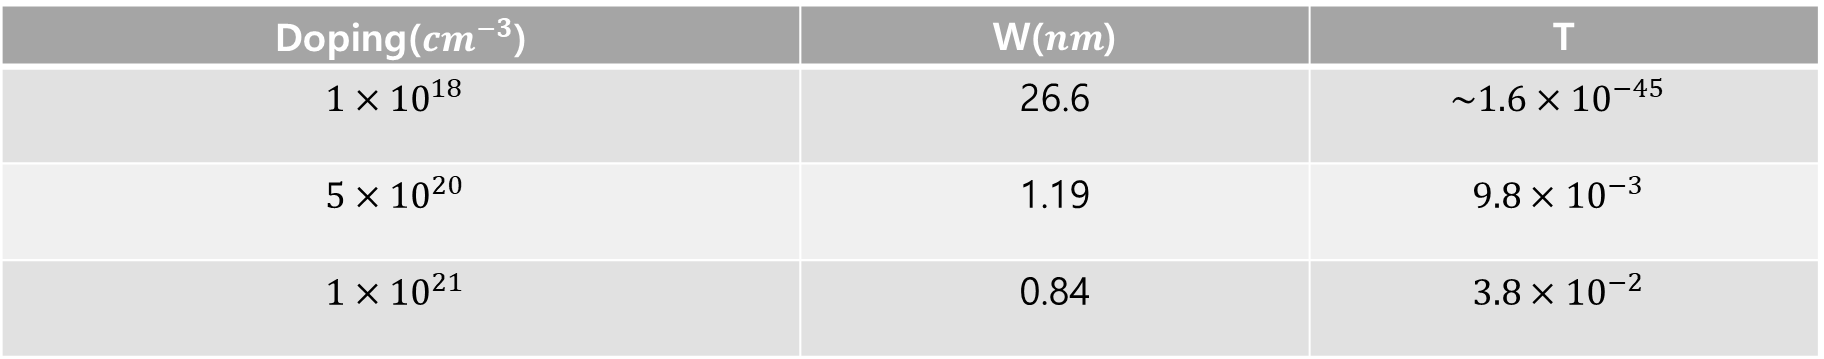 Doping(cm⁻³) W(nm) T
1 × 10¹⁸ 26.6 ~1.6 × 10⁻⁴⁵
5 × 10²⁰ 1.19 9.8 × 10⁻³
1 × 10²¹ 0.84 3.8 × 10⁻²